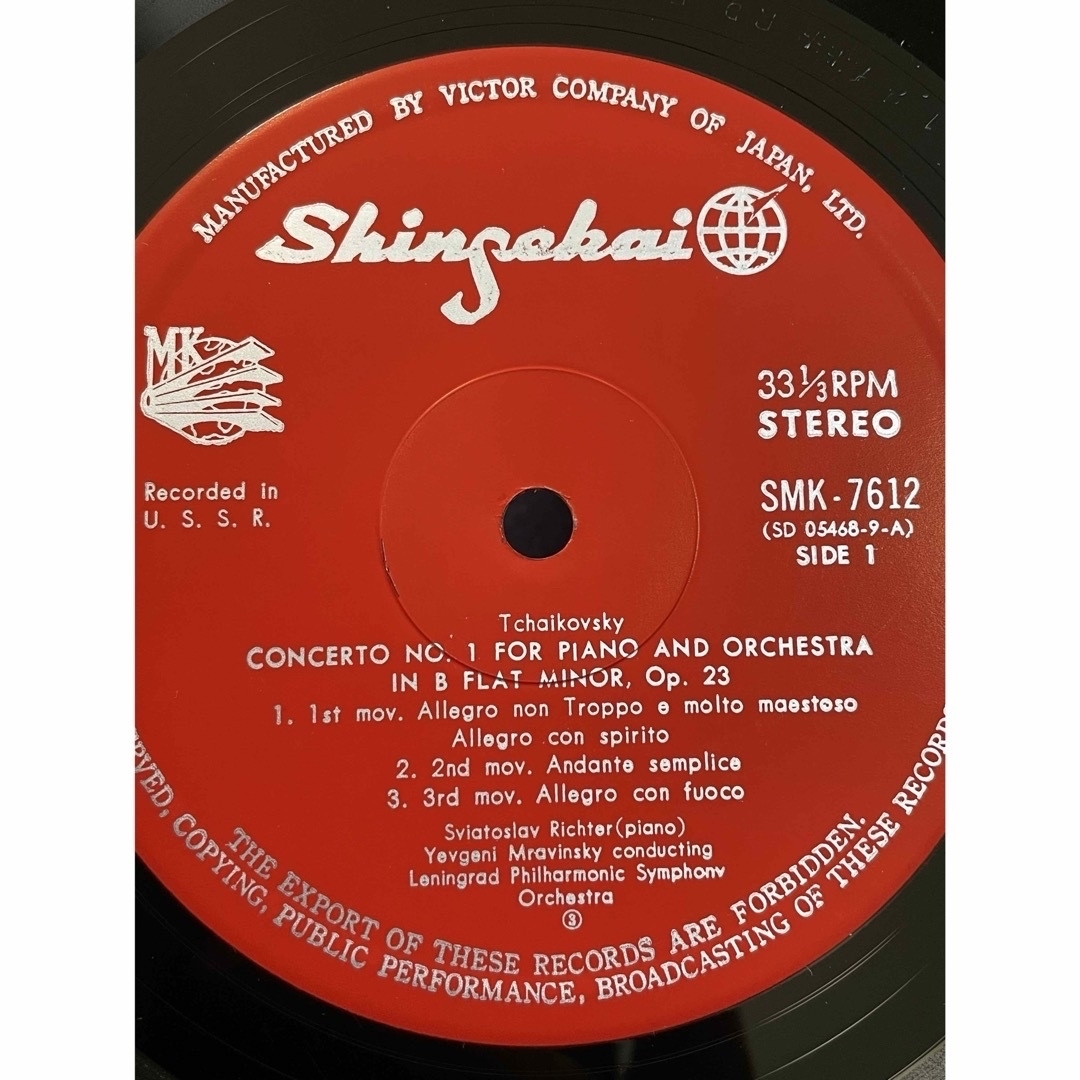 MANUFACTURED BY VICTOR COMPANY OF JAPAN, LTD.
Shinsekai
MK
33⅓RPM
STEREO
Recorded in
U. S. S. R.
SMK-7612
(SD 05468-9-A)
SIDE 1
Tchaikovsky
CONCERTO NO. 1 FOR PIANO AND ORCHESTRA
IN B FLAT MINOR, Op. 23
1. 1st mov. Allegro non Troppo e molto maestoso
Allegro con spirito
2. 2nd mov. Andante semplice
3. 3rd mov. Allegro con fuoco
Sviatoslav Richter(piano)
Yevgeni Mravinsky conducting
Leningrad Philharmonic Symphony
Orchestra
③
THE EXPORT OF THESE RECORDS ARE FORBIDDEN.
COPYING, PUBLIC PERFORMANCE, BROADCASTING OF THESE